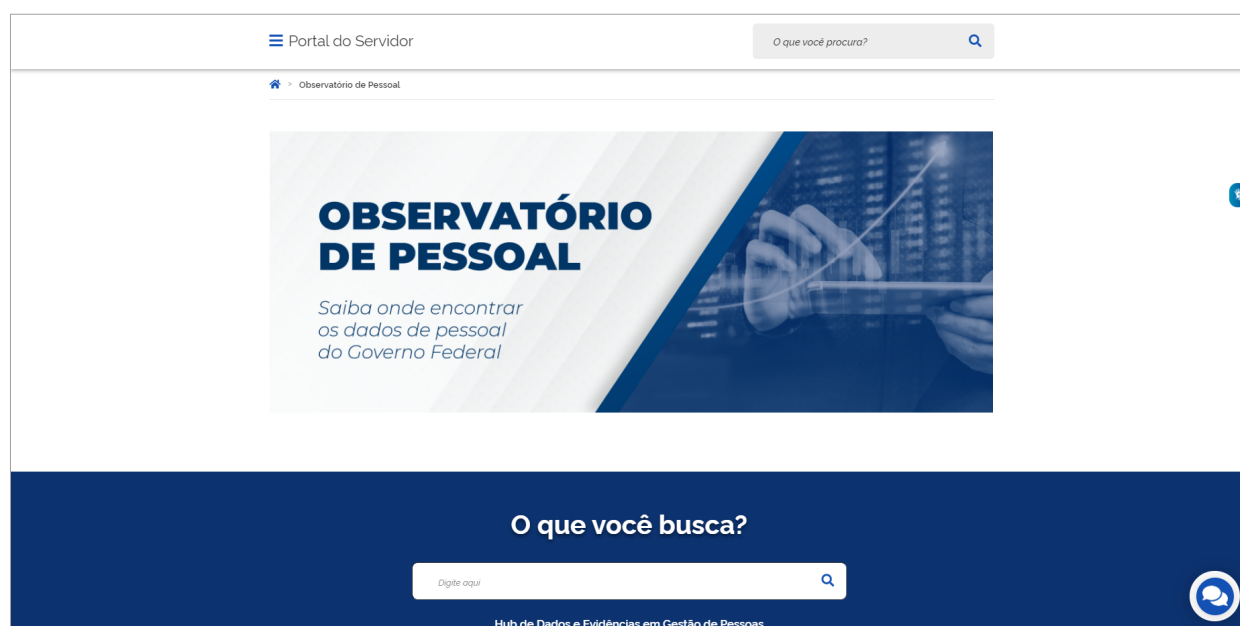 Portal do Servidor
O que você procura?
> Observatório de Pessoal
OBSERVATÓRIO
DE PESSOAL
Saiba onde encontrar
os dados de pessoal
do Governo Federal
O que você busca?
Digite aqui
Hub de Dados e Evidências em Gestão de Pessoas